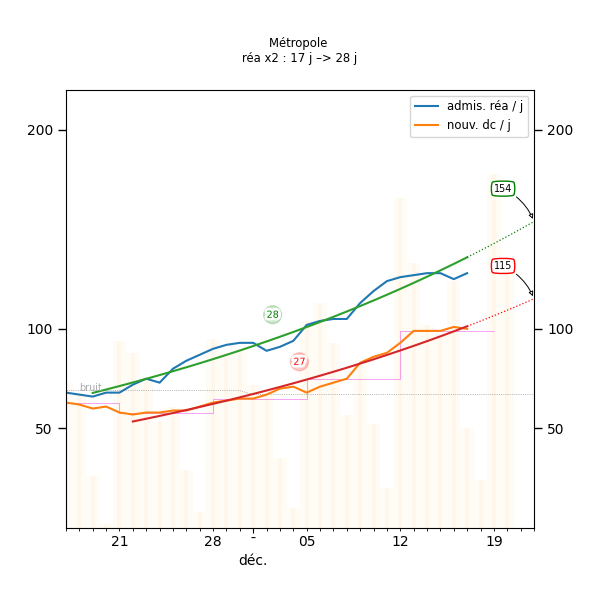 Métropole
réa x2 : 17 j –> 28 j
admis. réa / j
nouv. dc / j
200
200
154
115
100
100
28
27
bruit
50
50
21
28
-
05
12
19
déc.